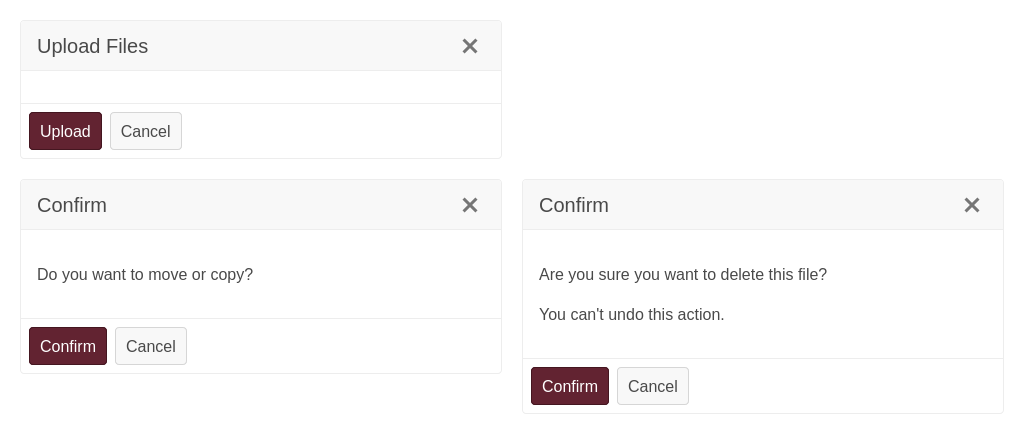 Upload Files
Upload Cancel
Confirm
Do you want to move or copy?
Confirm Cancel
Confirm
Are you sure you want to delete this file?
You can't undo this action.
Confirm Cancel